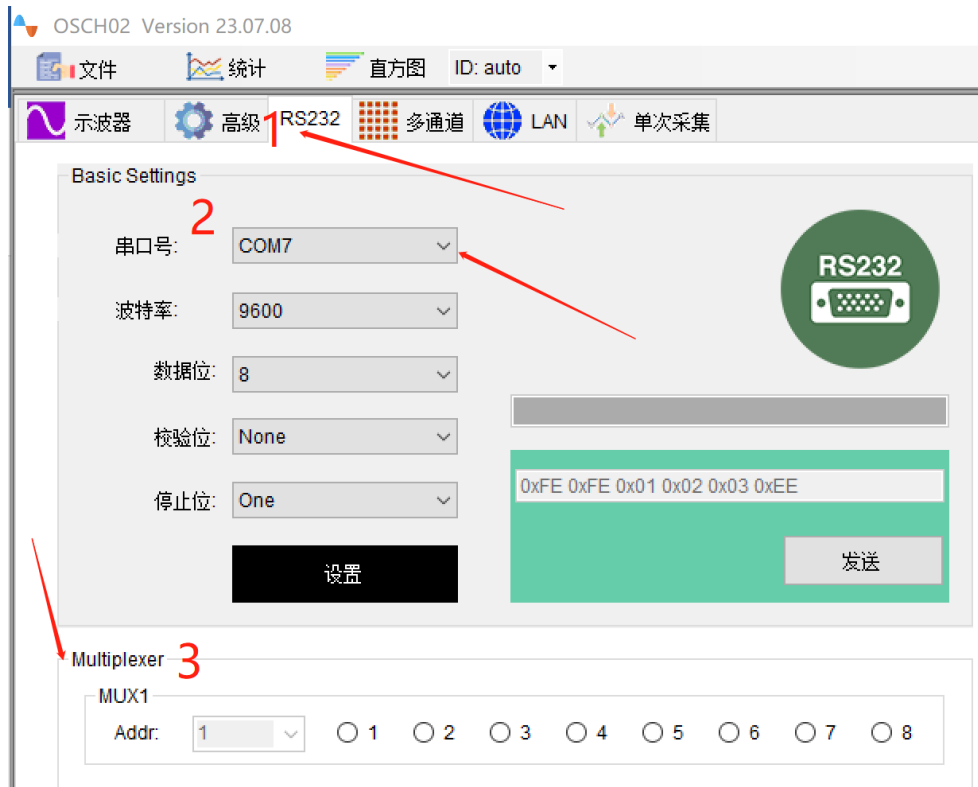 OSCH02 Version 23.07.08
文件 统计 直方图 ID: auto
示波器 高级 1 RS232 多通道 LAN 单次采集
Basic Settings
2
串口号: COM7
RS232
波特率: 9600
数据位: 8
校验位: None
0xFE 0xFE 0x01 0x02 0x03 0xEE
停止位: One
设置 发送
Multiplexer 3
MUX1
Addr: 1 1 2 3 4 5 6 7 8